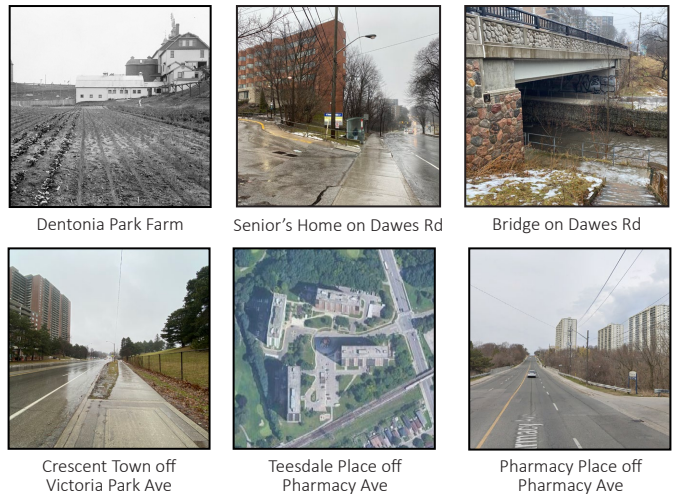 Dentonia Park Farm
Senior's Home on Dawes Rd
Bridge on Dawes Rd
Crescent Town off
Victoria Park Ave
Teesdale Place off
Pharmacy Ave
Pharmacy Place off
Pharmacy Ave